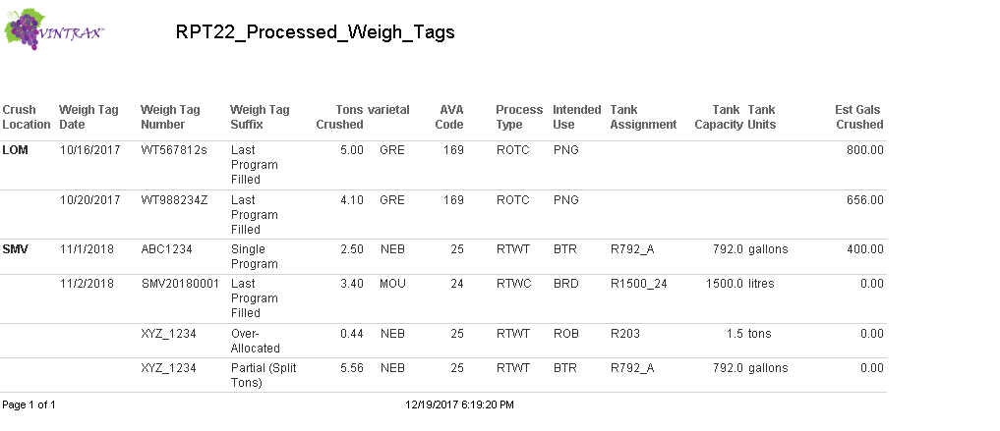 VINTRAX™
RPT22_Processed_Weigh_Tags
Crush Location Weigh Tag Date Weigh Tag Number Weigh Tag Suffix Tons Crushed varietal AVA Code Process Type Intended Use Tank Assignment Tank Capacity Tank Units Est Gals Crushed
LOM 10/16/2017 WT567812s Last Program Filled 5.00 GRE 169 ROTC PNG 800.00
10/20/2017 WT988234Z Last Program Filled 4.10 GRE 169 ROTC PNG 656.00
SMV 11/1/2018 ABC1234 Single Program 2.50 NEB 25 RTWT BTR R792_A 792.0 gallons 400.00
11/2/2018 SMV20180001 Last Program Filled 3.40 MOU 24 RTWC BRD R1500_24 1500.0 litres 0.00
XYZ_1234 Over-Allocated 0.44 NEB 25 RTWT ROB R203 1.5 tons 0.00
XYZ_1234 Partial (Split Tons) 5.56 NEB 25 RTWT BTR R792_A 792.0 gallons 0.00
Page 1 of 1 12/19/2017 6:19:20 PM